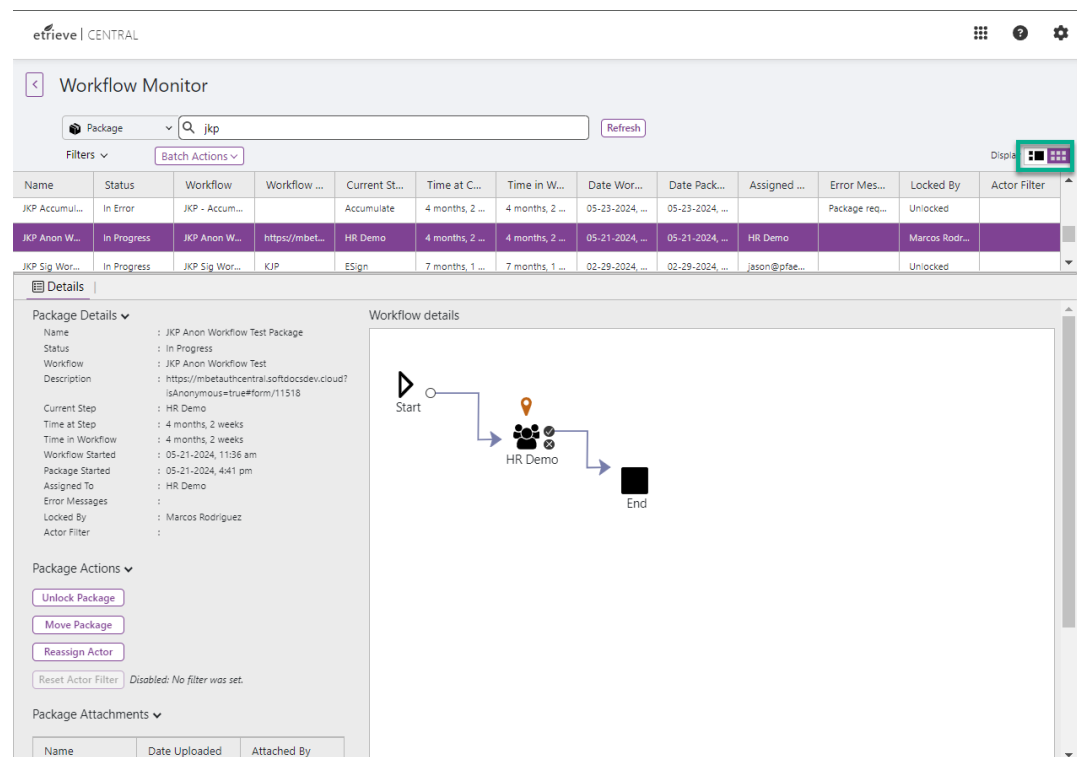 etrieve | CENTRAL
Workflow Monitor
Package jkp Refresh
Filters Batch Actions Displa
Name Status Workflow Workflow ... Current St... Time at C... Time in W... Date Wor... Date Pack... Assigned ... Error Mes... Locked By Actor Filter
JKP Accumul... In Error JKP - Accum... Accumulate 4 months, 2 ... 4 months, 2 ... 05-23-2024, ... 05-23-2024, ... Package req... Unlocked
JKP Anon W... In Progress JKP Anon W... https://mbet... HR Demo 4 months, 2 ... 4 months, 2 ... 05-21-2024, ... 05-21-2024, ... HR Demo Marcos Rodr...
JKP Sig Wor... In Progress JKP Sig Wor... KJP ESign 7 months, 1 ... 7 months, 1 ... 02-29-2024, ... 02-29-2024, ... jason@pfae... Unlocked
Details
Package Details
Name : JKP Anon Workflow Test Package
Status : In Progress
Workflow : JKP Anon Workflow Test
Description : https://mbetauthcentral.softdocsdev.cloud?
isAnonymous=true#form/11518
Current Step : HR Demo
Time at Step : 4 months, 2 weeks
Time in Workflow : 4 months, 2 weeks
Workflow Started : 05-21-2024, 11:36 am
Package Started : 05-21-2024, 4:41 pm
Assigned To : HR Demo
Error Messages :
Locked By : Marcos Rodriguez
Actor Filter :
Package Actions
Unlock Package
Move Package
Reassign Actor
Reset Actor Filter Disabled: No filter was set.
Package Attachments
Name Date Uploaded Attached By
Workflow details
Start
HR Demo
End